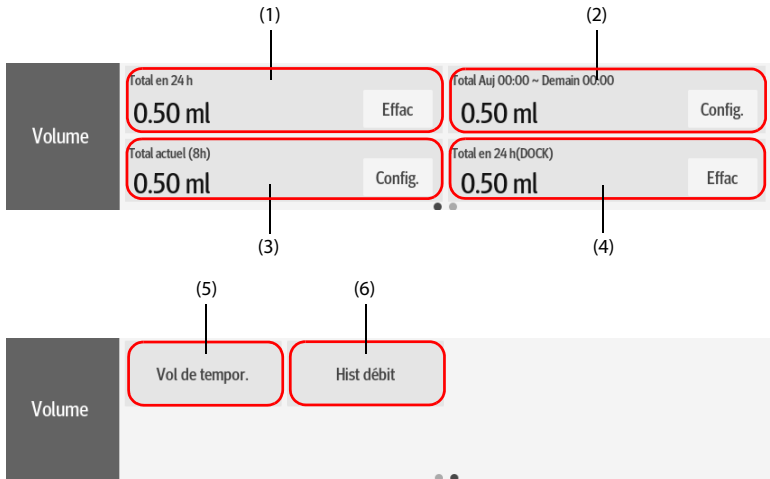 (1) (2)
Total en 24 h
0.50 ml
Effac
Total Auj 00:00 ~ Demain 00:00
0.50 ml
Config.
Volume
Total actuel (8h)
0.50 ml
Config.
Total en 24 h(DOCK)
0.50 ml
Effac
(3) (4)
(5) (6)
Vol de tempor.
Hist débit
Volume